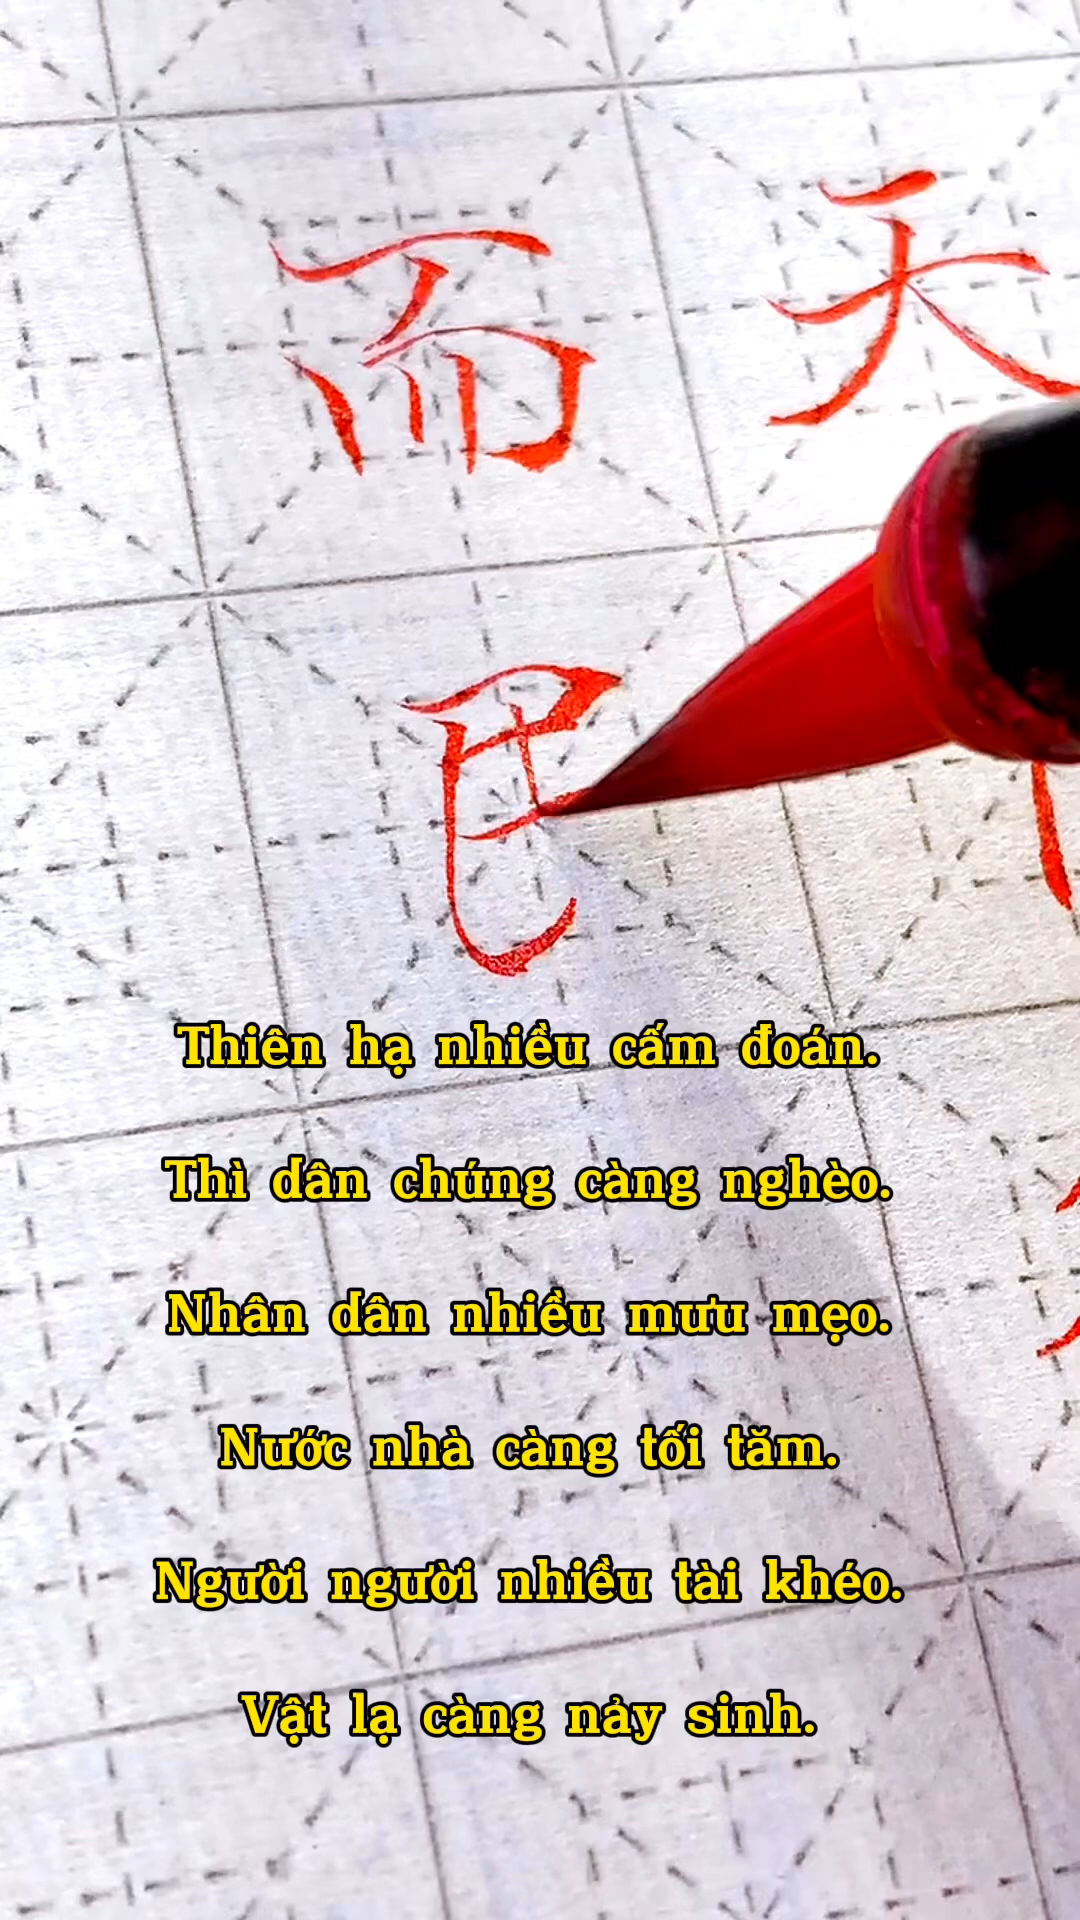 天
而
Thiên hạ nhiều cấm đoán.
Thì dân chúng càng nghèo.
Nhân dân nhiều mưu mẹo.
Nước nhà càng tối tăm.
Người người nhiều tài khéo.
Vật lạ càng nảy sinh.